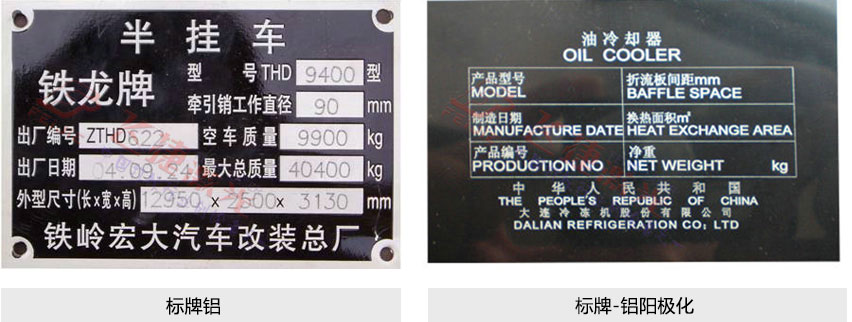 半挂车
铁龙牌
型 号 THD 9400 型
牵引销工作直径 90 mm
出厂编号 ZTHD622 空车质量 9900 kg
出厂日期 04 09.24 最大总质量 40400 kg
外型尺寸(长x宽x高) 12950 x 2500 x 3130 mm
铁岭宏大汽车改装总厂
标牌铝
油冷却器
OIL COOLER
产品型号 折流板间距mm
MODEL BAFFLE SPACE
制造日期 换热面积㎡
MANUFACTURE DATE HEAT EXCHANGE AREA
产品编号 净重
PRODUCTION NO NET WEIGHT kg
中华人民共和国
THE PEOPLE'S REPUBLIC OF CHINA
大连冷冻机股份有限公司
DALIAN REFRIGERATION CO; LTD
标牌-铝阳极化